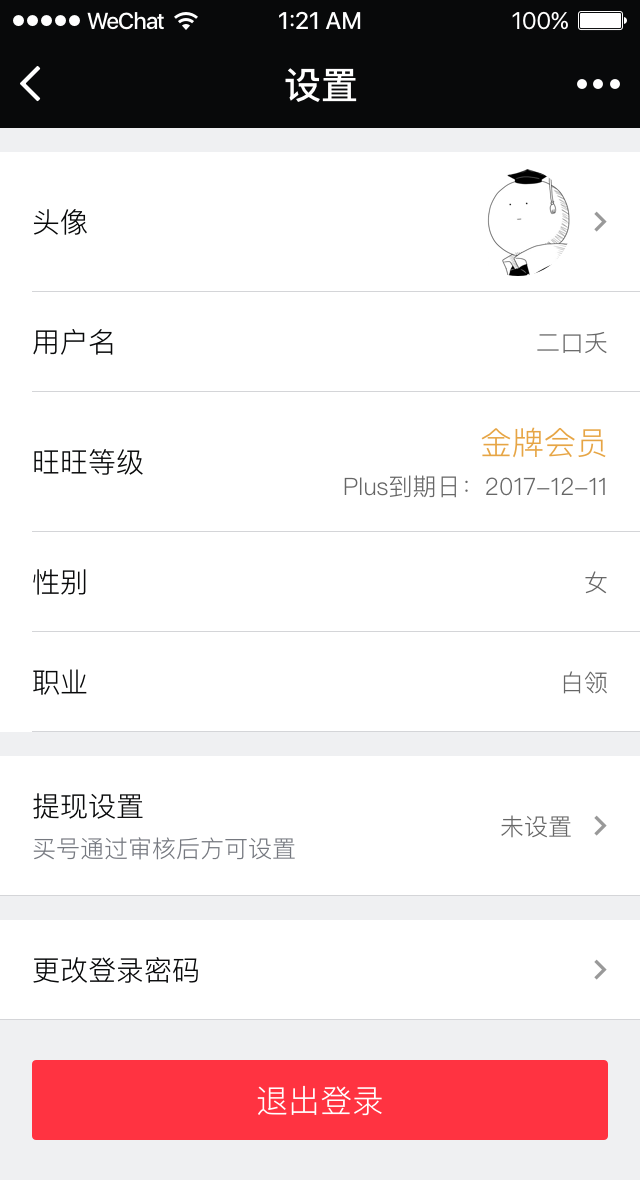 WeChat 1:21 AM 100%
设置
头像
用户名 二口夭
旺旺等级 金牌会员
Plus到期日：2017-12-11
性别 女
职业 白领
提现设置 未设置
买号通过审核后方可设置
更改登录密码
退出登录